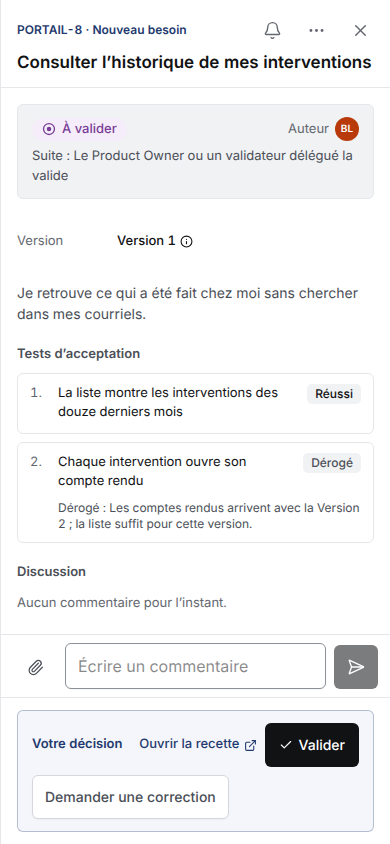 PORTAIL-8 · Nouveau besoin
Consulter l’historique de mes interventions
À valider
Auteur BL
Suite : Le Product Owner ou un validateur délégué la
valide
Version Version 1
Je retrouve ce qui a été fait chez moi sans chercher
dans mes courriels.
Tests d’acceptation
1. La liste montre les interventions des
douze derniers mois
Réussi
2. Chaque intervention ouvre son
compte rendu
Dérogé
Dérogé : Les comptes rendus arrivent avec la Version
2 ; la liste suffit pour cette version.
Discussion
Aucun commentaire pour l’instant.
Écrire un commentaire
Votre décision Ouvrir la recette Valider
Demander une correction